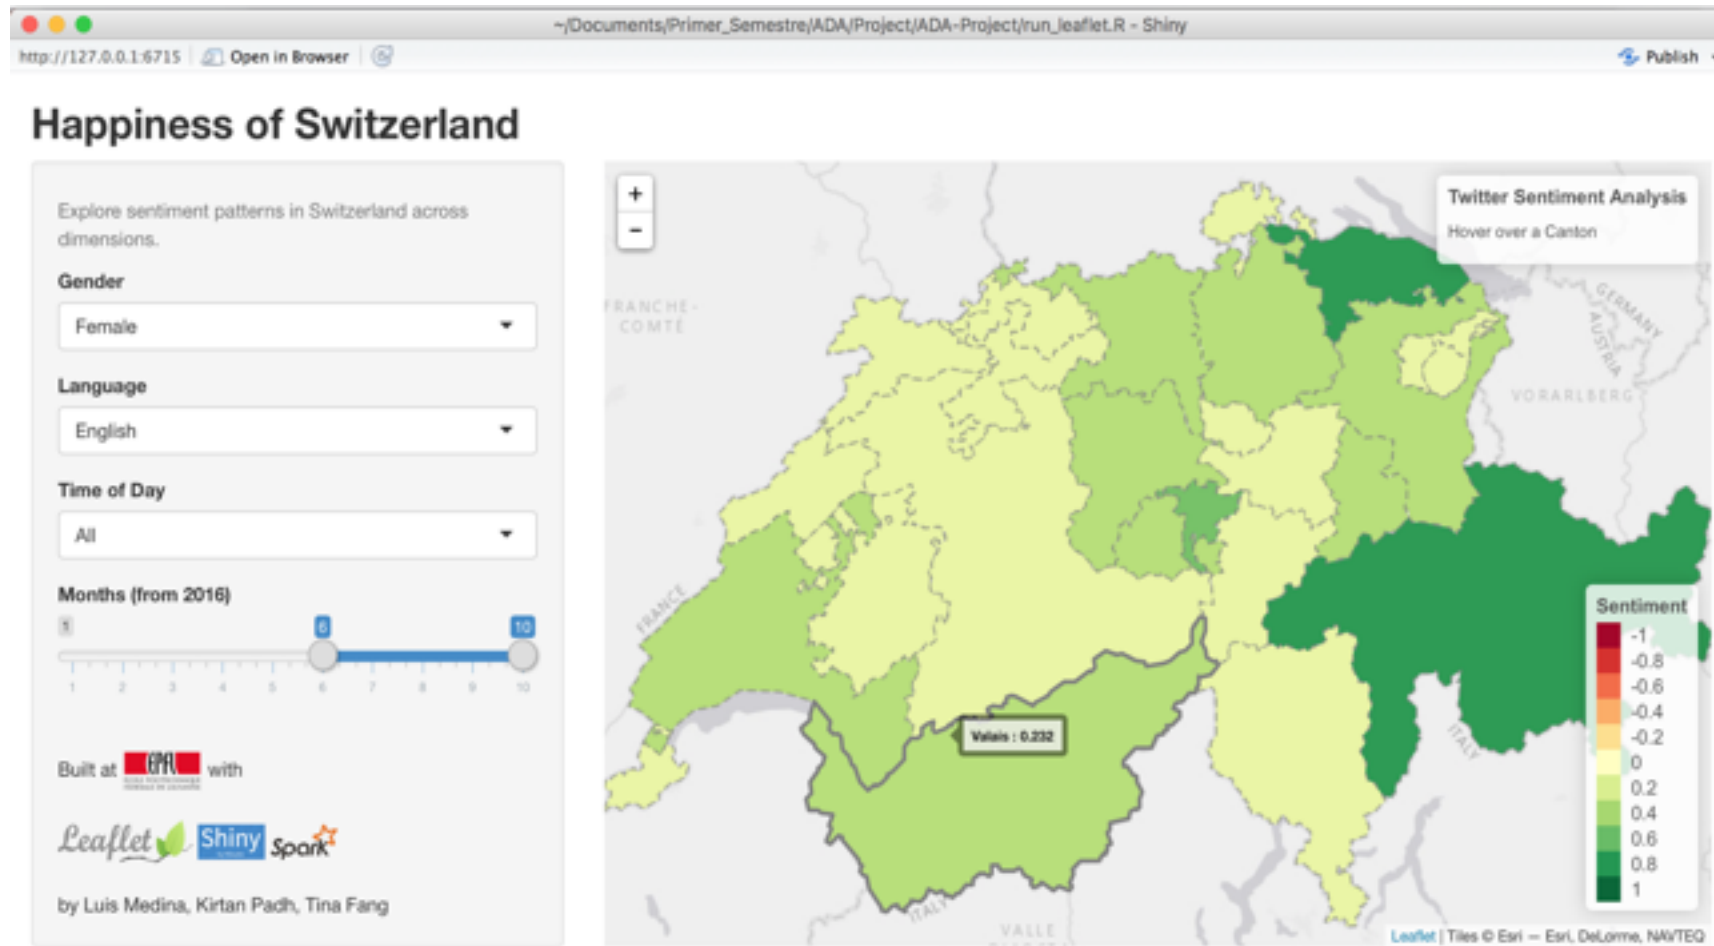 ~/Documents/Primer_Semestre/ADA/Project/ADA-Project/run_leaflet.R - Shiny
http://127.0.0.1:6715 Open in Browser Publish
Happiness of Switzerland
Explore sentiment patterns in Switzerland across
dimensions.
Gender
Female
Language
English
Time of Day
All
Months (from 2016)
1 6 10
1 2 3 4 5 6 7 8 9 10
Built at EPFL with
Leaflet Shiny Spark
by Luis Medina, Kirtan Padh, Tina Fang
+
−
Twitter Sentiment Analysis
Hover over a Canton
FRANCHE-
COMTÉ
GERMANY
AUSTRIA
VORARLBERG
FRANCE
Valais : 0.232
ITALY
ITALY
VALLE
Sentiment
-1
-0.8
-0.6
-0.4
-0.2
0
0.2
0.4
0.6
0.8
1
Leaflet | Tiles © Esri — Esri, DeLorme, NAVTEQ